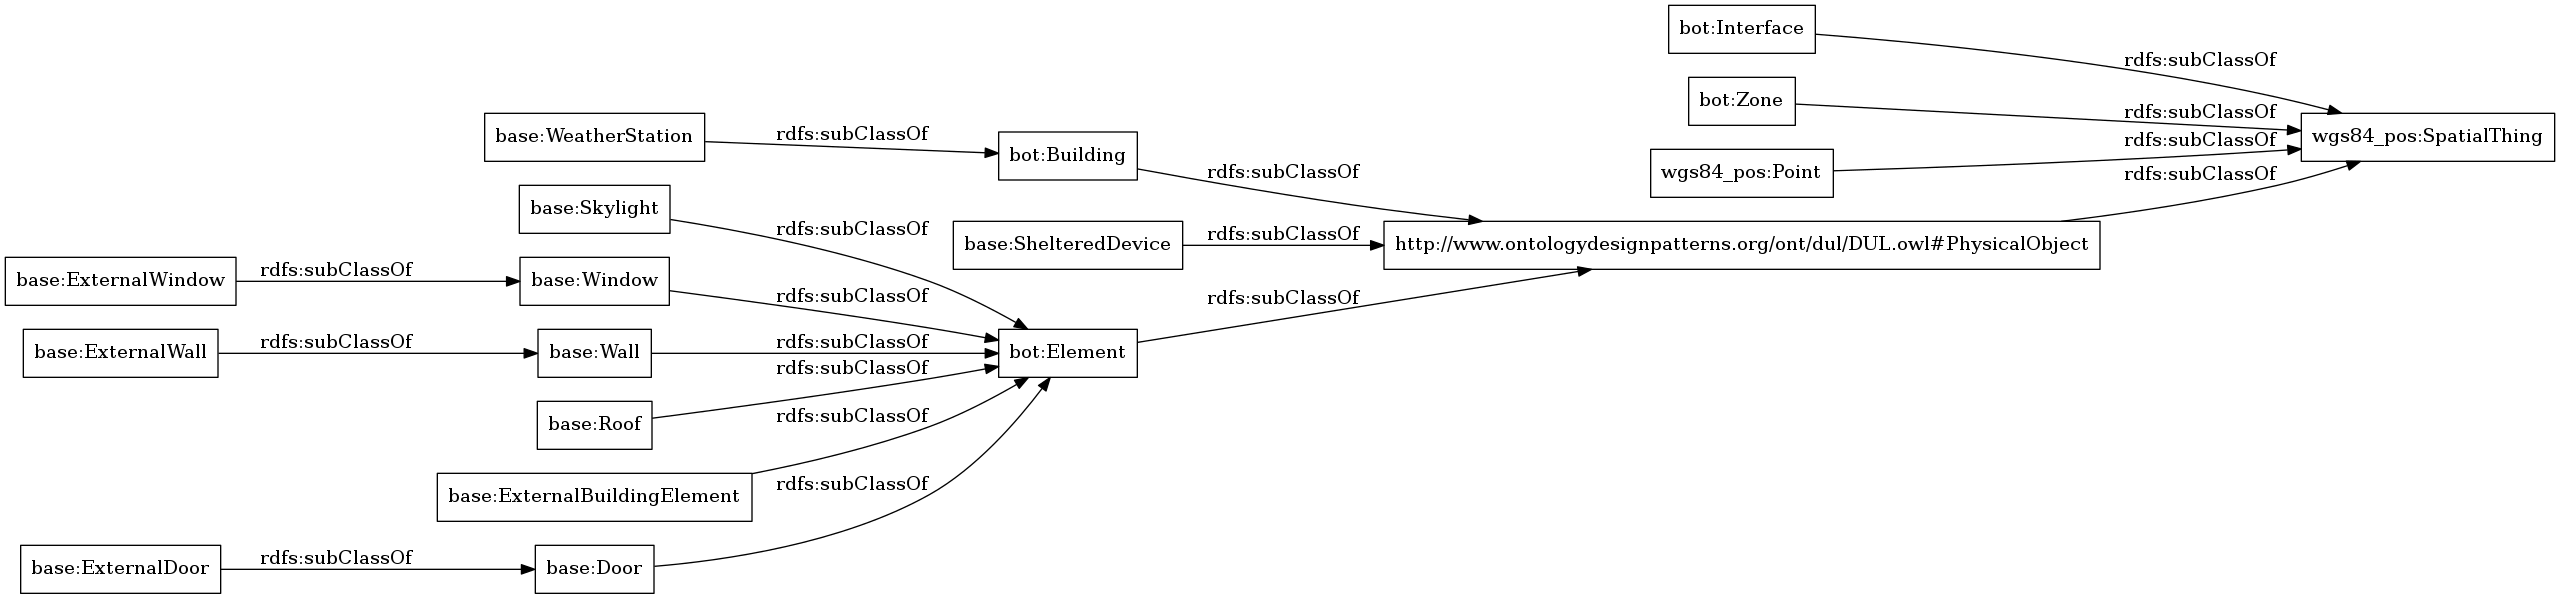 bot:Interface
rdfs:subClassOf
bot:Zone
rdfs:subClassOf
base:WeatherStation
rdfs:subClassOf
bot:Building
rdfs:subClassOf
wgs84_pos:SpatialThing
wgs84_pos:Point
rdfs:subClassOf
rdfs:subClassOf
base:Skylight
rdfs:subClassOf
base:ShelteredDevice
rdfs:subClassOf
http://www.ontologydesignpatterns.org/ont/dul/DUL.owl#PhysicalObject
base:ExternalWindow
rdfs:subClassOf
base:Window
rdfs:subClassOf
rdfs:subClassOf
base:ExternalWall
rdfs:subClassOf
base:Wall
rdfs:subClassOf
bot:Element
rdfs:subClassOf
base:Roof
rdfs:subClassOf
base:ExternalBuildingElement
rdfs:subClassOf
base:ExternalDoor
rdfs:subClassOf
base:Door